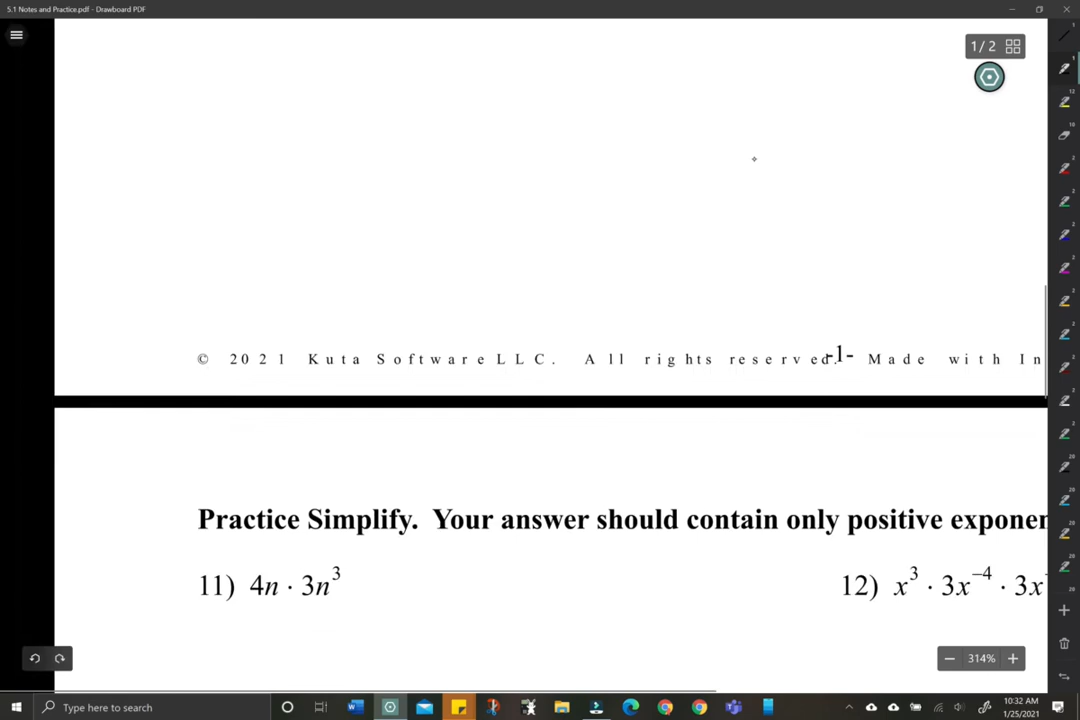 5.1 Notes and Practice.pdf - Drawboard PDF
1 / 2
© 2021 Kuta Software LLC. All rights reserved. -1- Made with In
Practice Simplify. Your answer should contain only positive exponen
11) 4n · 3n³
12) x³ · 3x⁻⁴ · 3x
314%
Type here to search
10:32 AM
1/25/2021